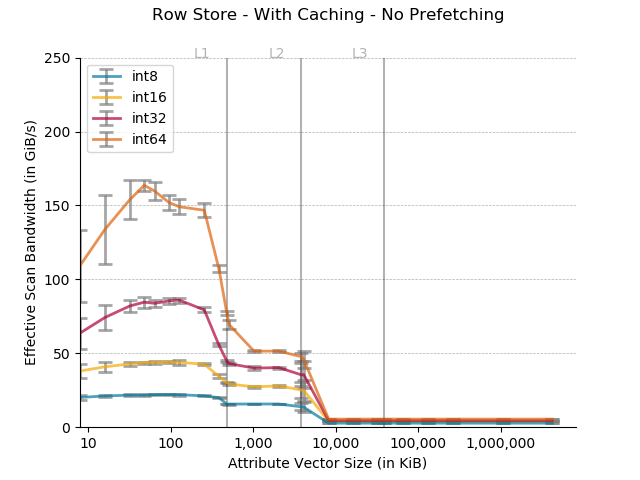 Row Store - With Caching - No Prefetching
L1 L2 L3
250
200
150
100
50
0
int8
int16
int32
int64
Effective Scan Bandwidth (in GiB/s)
10 100 1,000 10,000 100,000 1,000,000
Attribute Vector Size (in KiB)